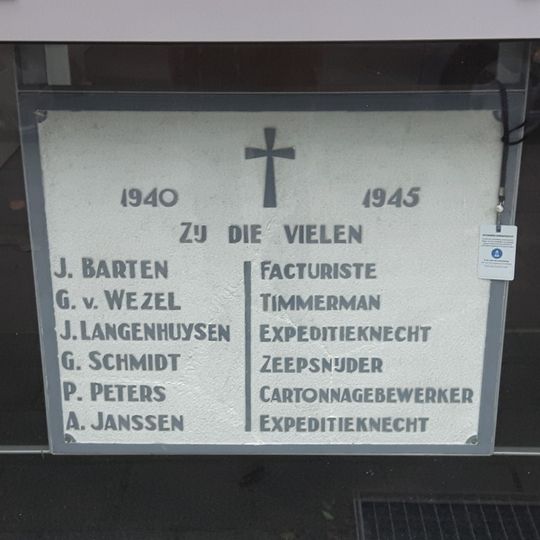 1940 1945
ZIJ DIE VIELEN
J. BARTEN FACTURISTE
G. v. WEZEL TIMMERMAN
J. LANGENHUYSEN EXPEDITIEKNECHT
G. SCHMIDT ZEEPSNIJDER
P. PETERS CARTONNAGEBEWERKER
A. JANSSEN EXPEDITIEKNECHT